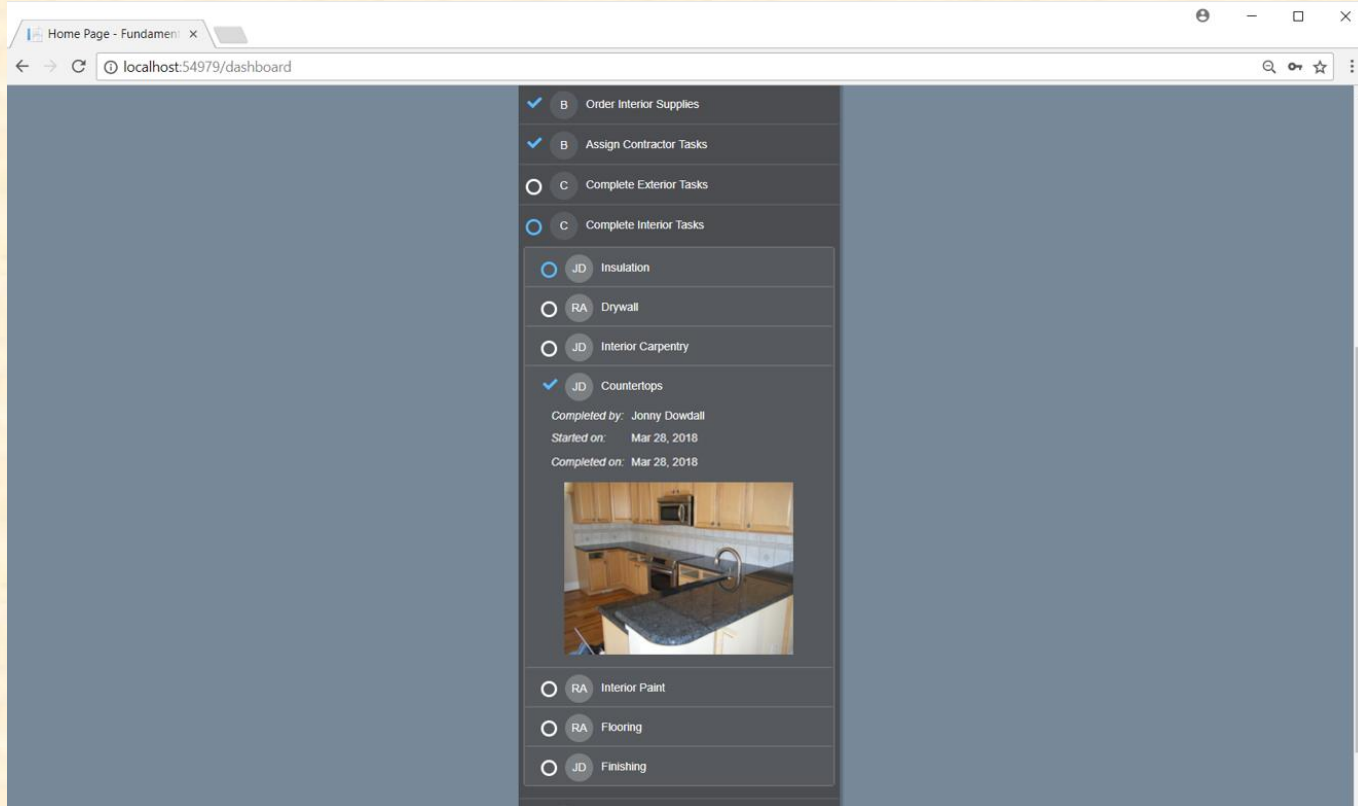 Home Page - Fundamen
localhost:54979/dashboard
B Order Interior Supplies
B Assign Contractor Tasks
C Complete Exterior Tasks
C Complete Interior Tasks
JD Insulation
RA Drywall
JD Interior Carpentry
JD Countertops
Completed by: Jonny Dowdall
Started on: Mar 28, 2018
Completed on: Mar 28, 2018
RA Interior Paint
RA Flooring
JD Finishing